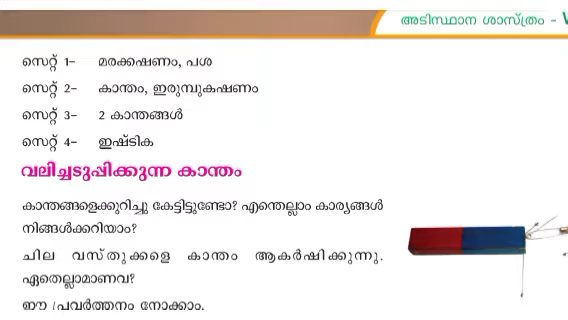 അടിസ്ഥാന ശാസ്ത്രം - V
സെറ്റ് 1- മരക്കഷണം, പശ
സെറ്റ് 2- കാന്തം, ഇരുമ്പുകഷണം
സെറ്റ് 3- 2 കാന്തങ്ങൾ
സെറ്റ് 4- ഇഷ്ടിക
വലിച്ചടുപ്പിക്കുന്ന കാന്തം
കാന്തങ്ങളെക്കുറിച്ചു കേട്ടിട്ടുണ്ടോ? എന്തെല്ലാം കാര്യങ്ങൾ
നിങ്ങൾക്കറിയാം?
ചില വസ്തുക്കളെ കാന്തം ആകർഷിക്കുന്നു.
ഏതെല്ലാമാണവ?
ഈ പ്രവർത്തനം നോക്കാം.